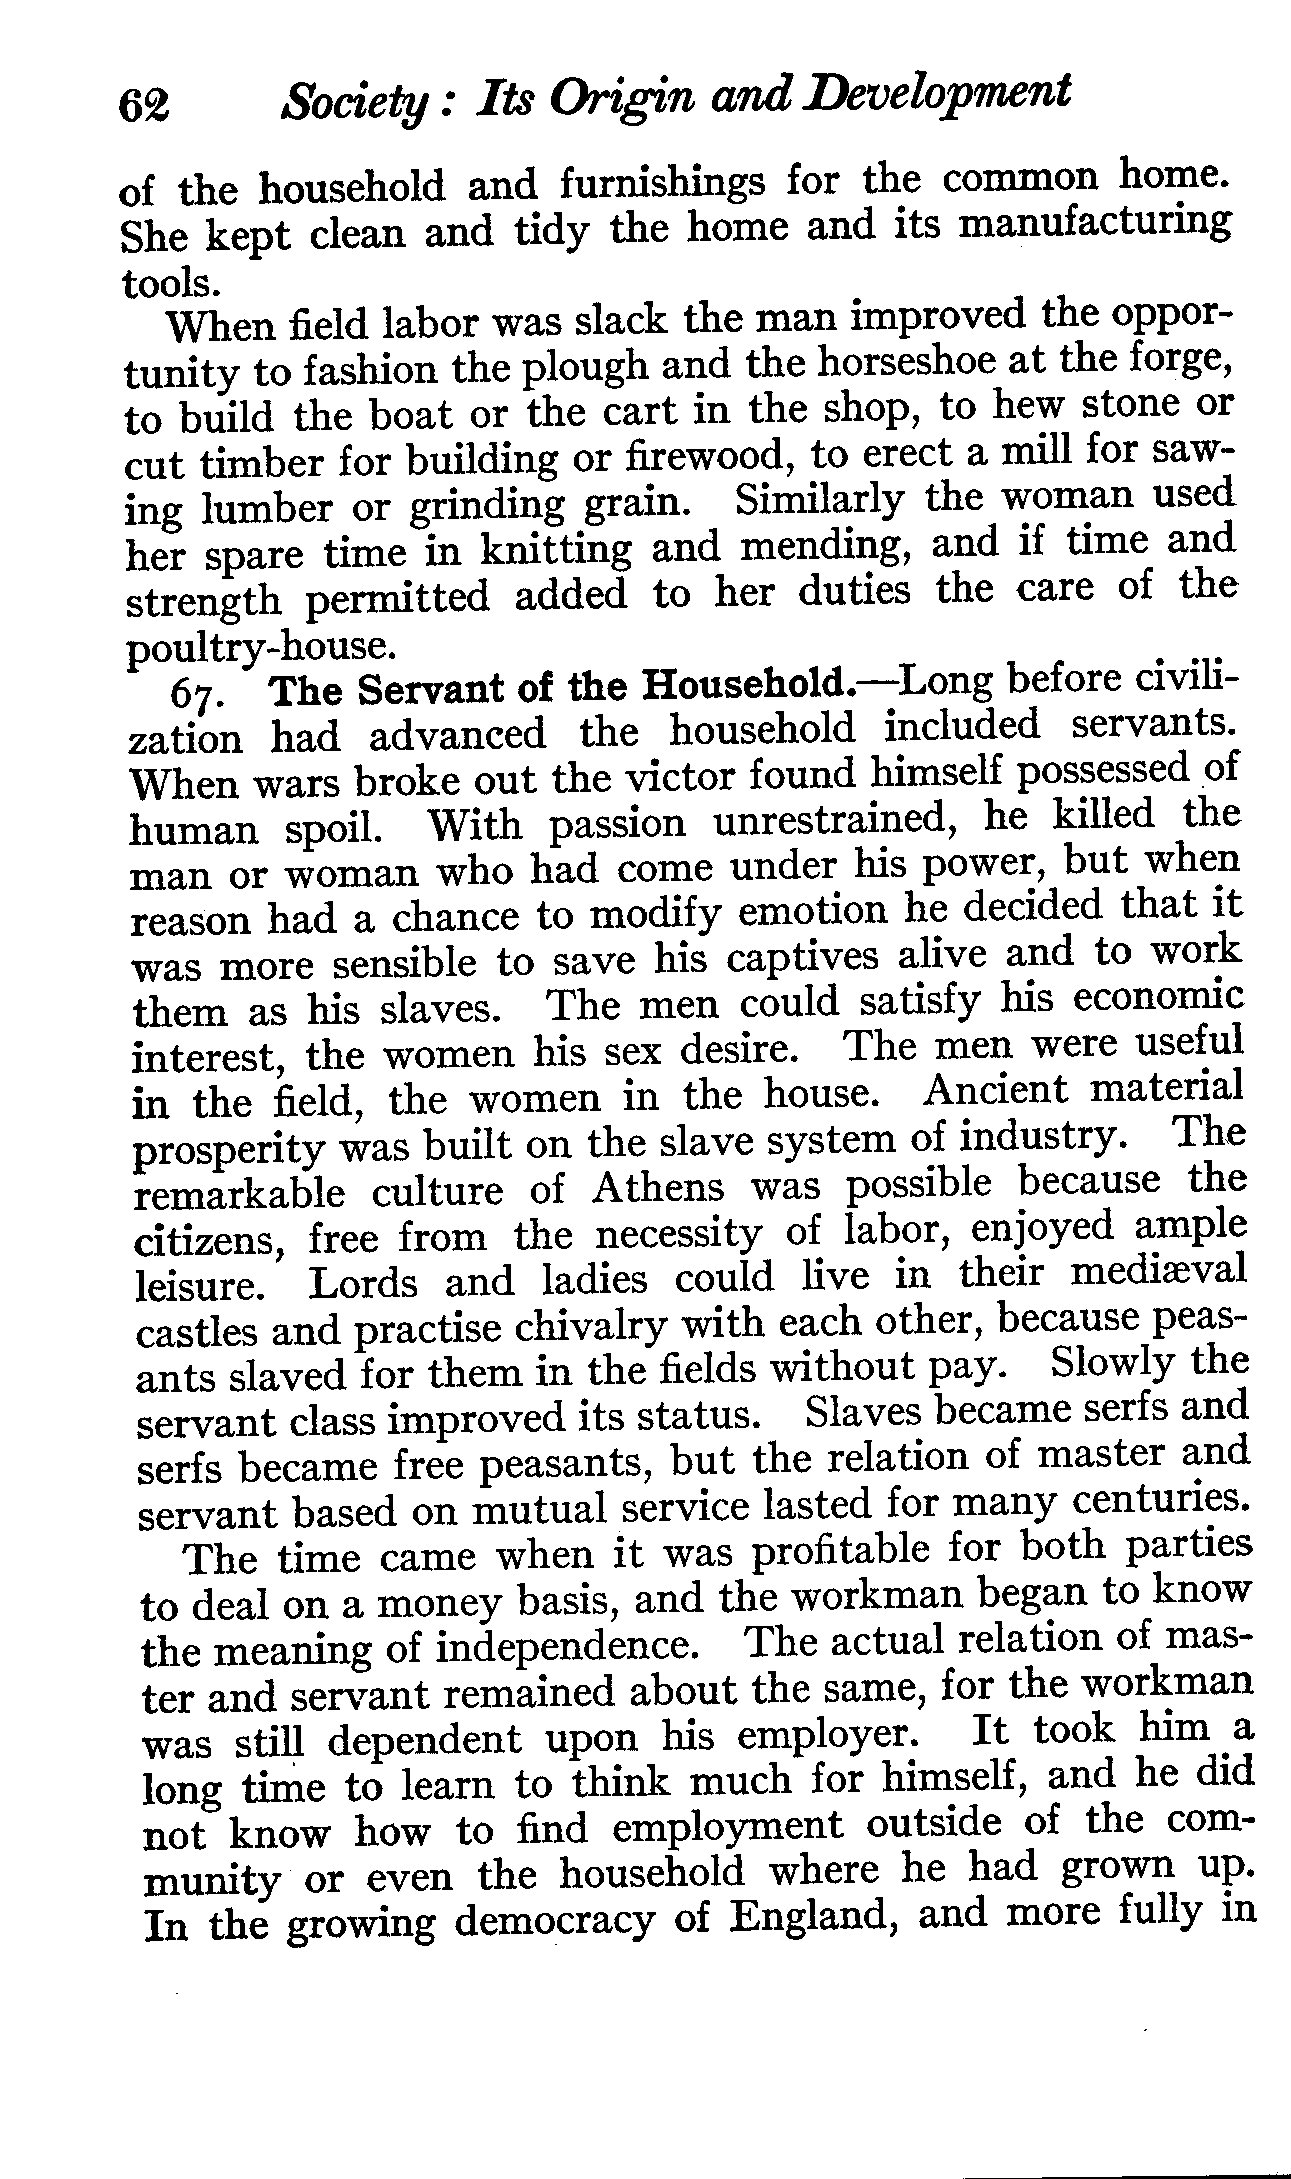 62 Society: Its Origin and Development
of the household and furnishings for the common home.
She kept clean and tidy the home and its manufacturing
tools.
When field labor was slack the man improved the oppor-
tunity to fashion the plough and the horseshoe at the forge,
to build the boat or the cart in the shop, to hew stone or
cut timber for building or firewood, to erect a mill for saw-
ing lumber or grinding grain. Similarly the woman used
her spare time in knitting and mending, and if time and
strength permitted added to her duties the care of the
poultry-house.
67. The Servant of the Household.—Long before civili-
zation had advanced the household included servants.
When wars broke out the victor found himself possessed of
human spoil. With passion unrestrained, he killed the
man or woman who had come under his power, but when
reason had a chance to modify emotion he decided that it
was more sensible to save his captives alive and to work
them as his slaves. The men could satisfy his economic
interest, the women his sex desire. The men were useful
in the field, the women in the house. Ancient material
prosperity was built on the slave system of industry. The
remarkable culture of Athens was possible because the
citizens, free from the necessity of labor, enjoyed ample
leisure. Lords and ladies could live in their mediæval
castles and practise chivalry with each other, because peas-
ants slaved for them in the fields without pay. Slowly the
servant class improved its status. Slaves became serfs and
serfs became free peasants, but the relation of master and
servant based on mutual service lasted for many centuries.
The time came when it was profitable for both parties
to deal on a money basis, and the workman began to know
the meaning of independence. The actual relation of mas-
ter and servant remained about the same, for the workman
was still dependent upon his employer. It took him a
long time to learn to think much for himself, and he did
not know how to find employment outside of the com-
munity or even the household where he had grown up.
In the growing democracy of England, and more fully in